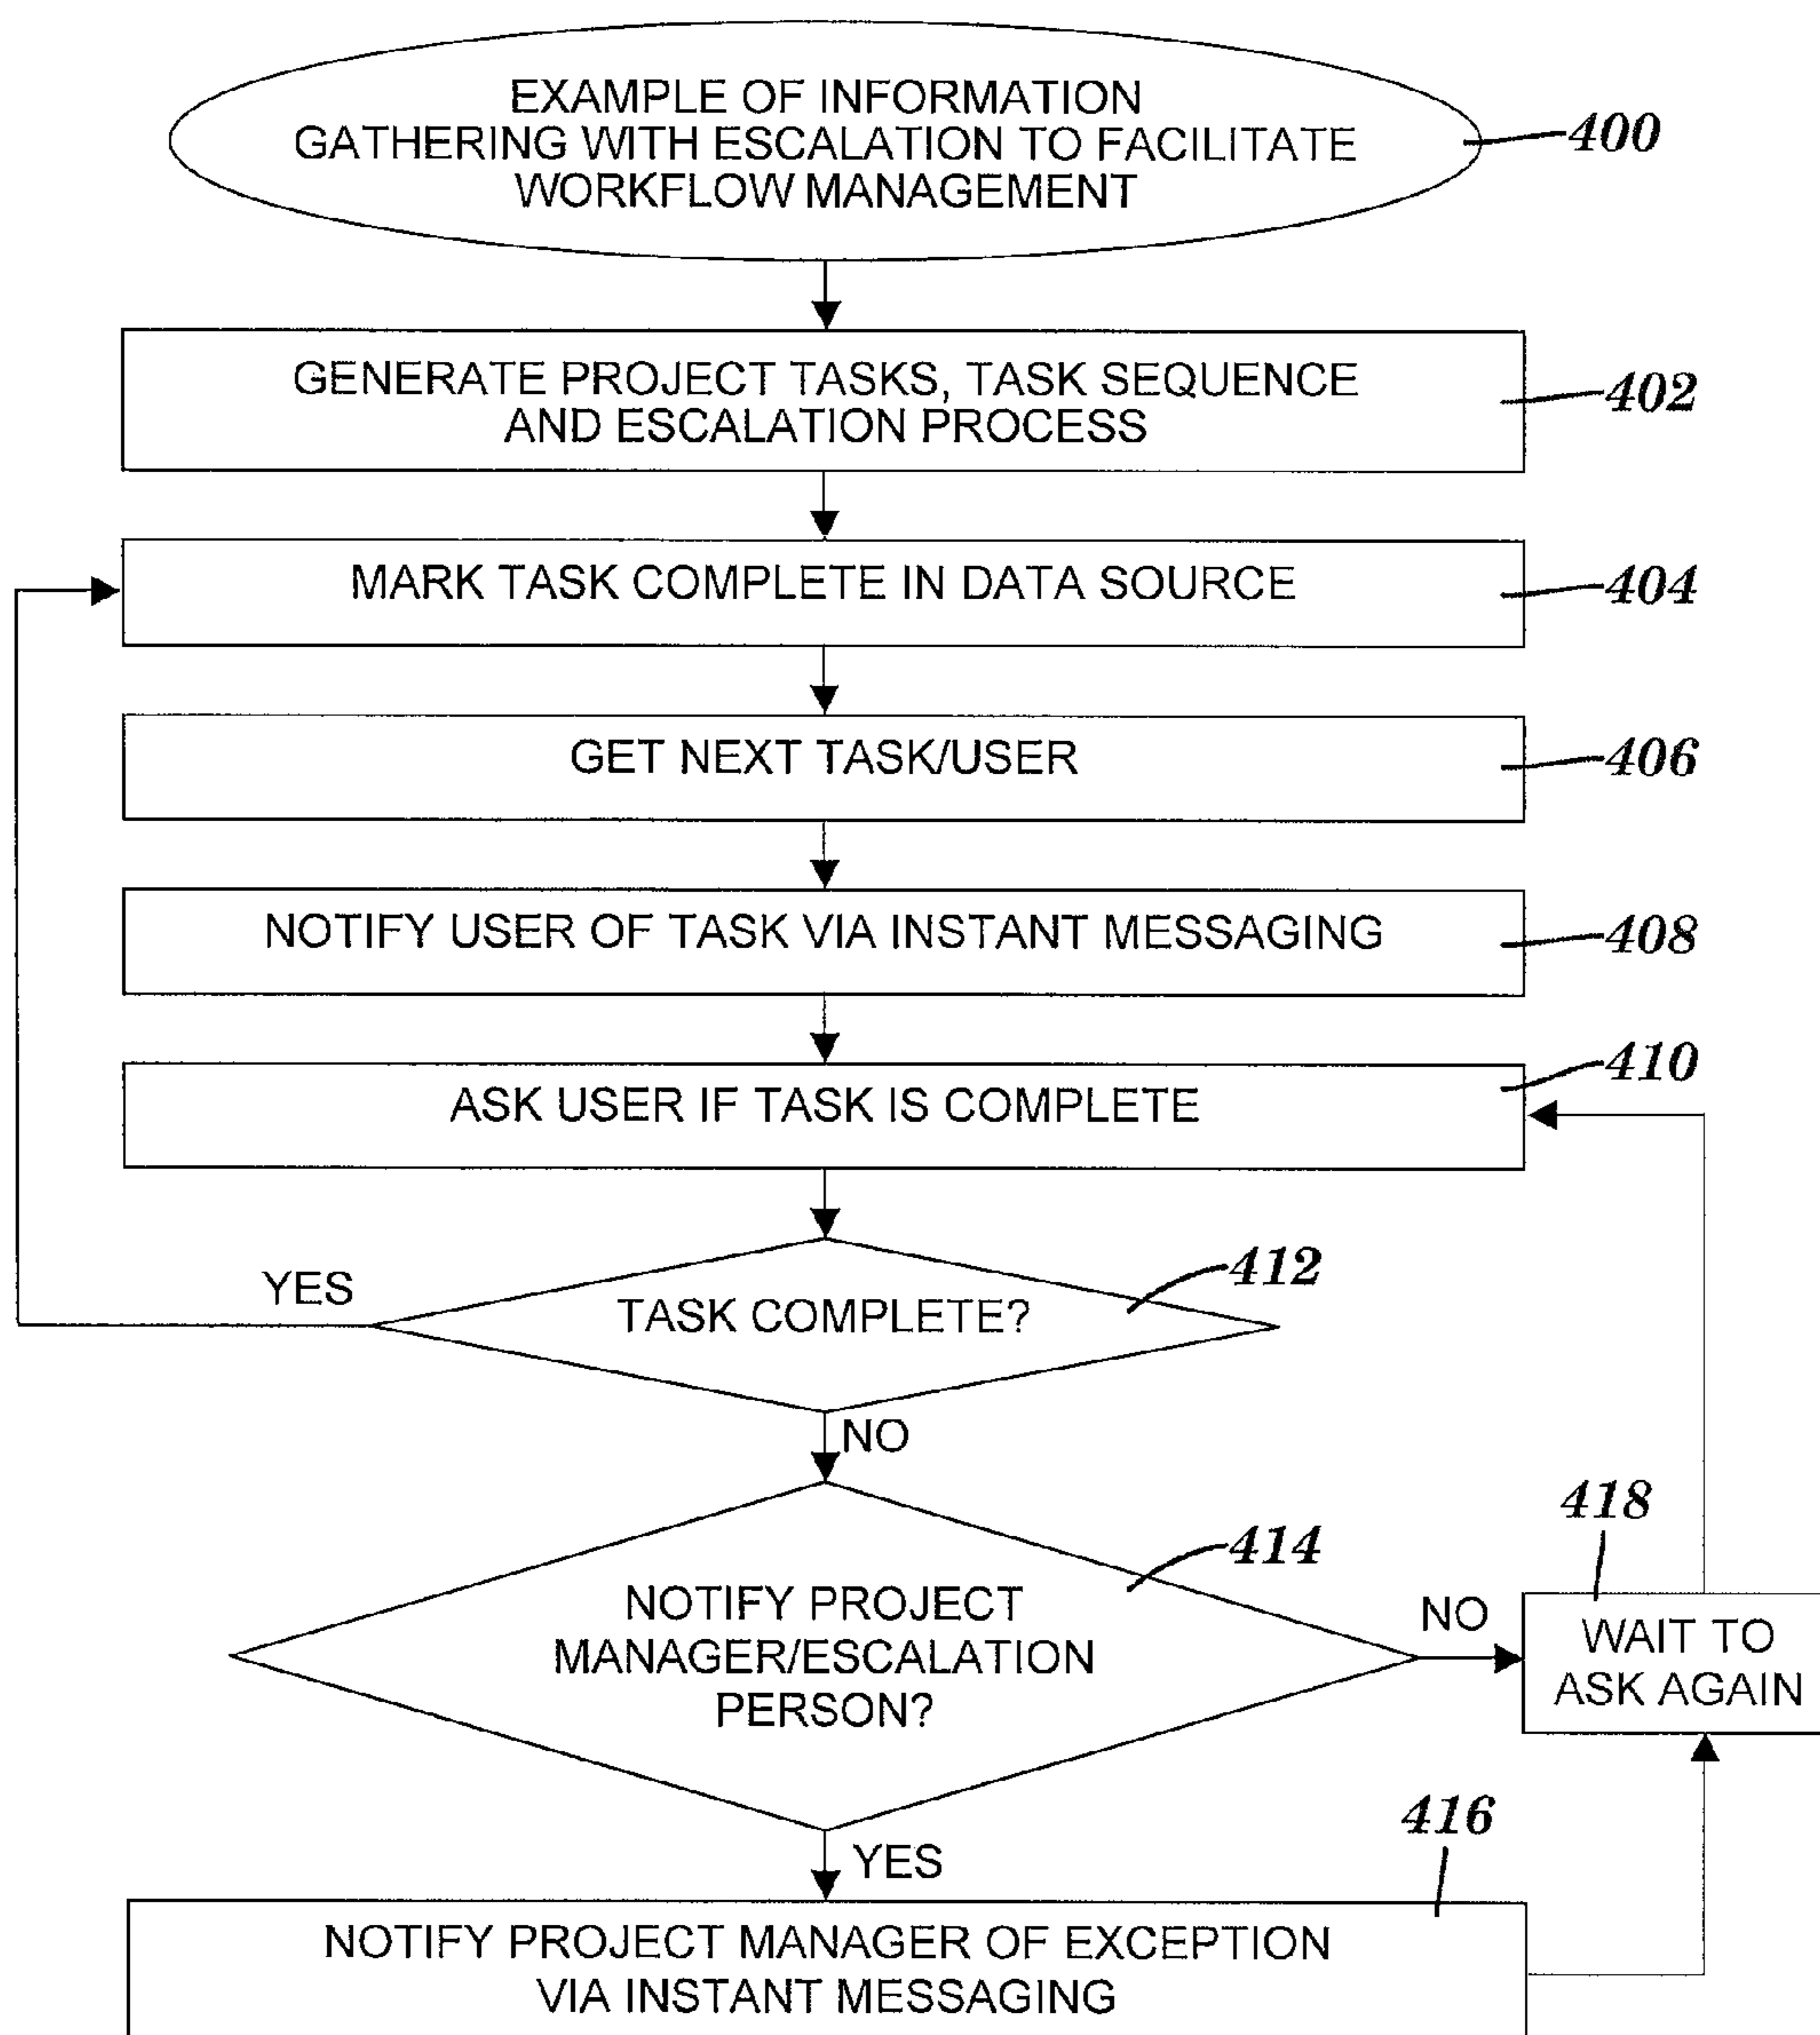 EXAMPLE OF INFORMATION
GATHERING WITH ESCALATION TO FACILITATE
WORKFLOW MANAGEMENT
400
GENERATE PROJECT TASKS, TASK SEQUENCE
AND ESCALATION PROCESS
402
MARK TASK COMPLETE IN DATA SOURCE
404
GET NEXT TASK/USER
406
NOTIFY USER OF TASK VIA INSTANT MESSAGING
408
ASK USER IF TASK IS COMPLETE
410
YES
TASK COMPLETE?
412
NO
NOTIFY PROJECT
MANAGER/ESCALATION
PERSON?
414
NO
418
WAIT TO
ASK AGAIN
YES
416
NOTIFY PROJECT MANAGER OF EXCEPTION
VIA INSTANT MESSAGING